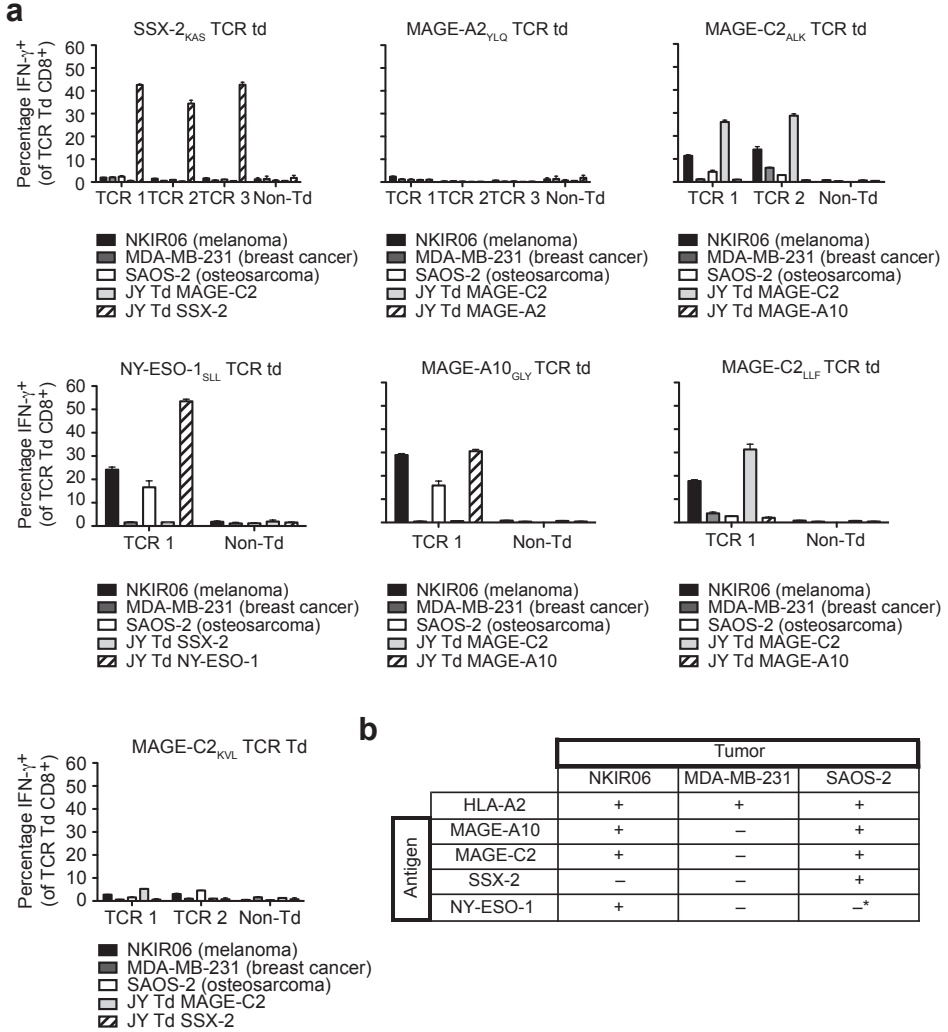 a
SSX-2KAS TCR td
Percentage IFN-γ+
(of TCR Td CD8+)
60
50
40
30
20
10
0
TCR 1 TCR 2 TCR 3 Non-Td
NKIR06 (melanoma)
MDA-MB-231 (breast cancer)
SAOS-2 (osteosarcoma)
JY Td MAGE-C2
JY Td SSX-2
MAGE-A2YLQ TCR td
TCR 1 TCR 2 TCR 3 Non-Td
NKIR06 (melanoma)
MDA-MB-231 (breast cancer)
SAOS-2 (osteosarcoma)
JY Td MAGE-C2
JY Td MAGE-A2
MAGE-C2ALK TCR td
TCR 1 TCR 2 Non-Td
NKIR06 (melanoma)
MDA-MB-231 (breast cancer)
SAOS-2 (osteosarcoma)
JY Td MAGE-C2
JY Td MAGE-A10
NY-ESO-1SLL TCR td
Percentage IFN-γ+
(of TCR Td CD8+)
60
50
40
30
20
10
0
TCR 1 Non-Td
NKIR06 (melanoma)
MDA-MB-231 (breast cancer)
SAOS-2 (osteosarcoma)
JY Td SSX-2
JY Td NY-ESO-1
MAGE-A10GLY TCR td
TCR 1 Non-Td
NKIR06 (melanoma)
MDA-MB-231 (breast cancer)
SAOS-2 (osteosarcoma)
JY Td MAGE-C2
JY Td MAGE-A10
MAGE-C2LLF TCR td
TCR 1 Non-Td
NKIR06 (melanoma)
MDA-MB-231 (breast cancer)
SAOS-2 (osteosarcoma)
JY Td MAGE-C2
JY Td MAGE-A10
MAGE-C2KVL TCR Td
Percentage IFN-γ+
(of TCR Td CD8+)
60
50
40
30
20
10
0
TCR 1 TCR 2 Non-Td
NKIR06 (melanoma)
MDA-MB-231 (breast cancer)
SAOS-2 (osteosarcoma)
JY Td MAGE-C2
JY Td SSX-2
b
Tumor
NKIR06 MDA-MB-231 SAOS-2
Antigen
HLA-A2 + + +
MAGE-A10 + – +
MAGE-C2 + – +
SSX-2 – – +
NY-ESO-1 + – –*